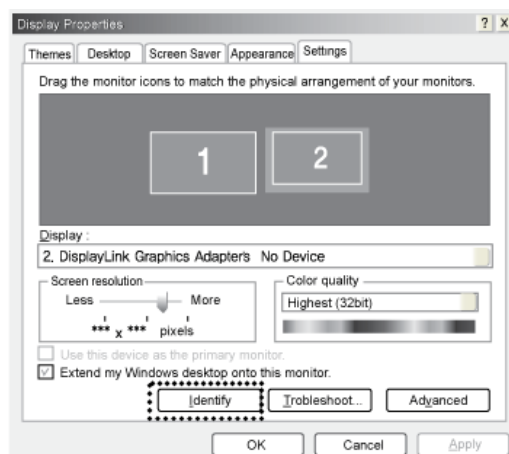 Display Properties ? X
Themes Desktop Screen Saver Appearance Settings
Drag the monitor icons to match the physical arrangement of your monitors.
1 2
Display :
2. DisplayLink Graphics Adapter's No Device
Screen resolution Color quality
Less More Highest (32bit)
*** x *** pixels
Use this device as the primary monitor.
Extend my Windows desktop onto this monitor.
Identify Trobleshoot... Advanced
OK Cancel Apply